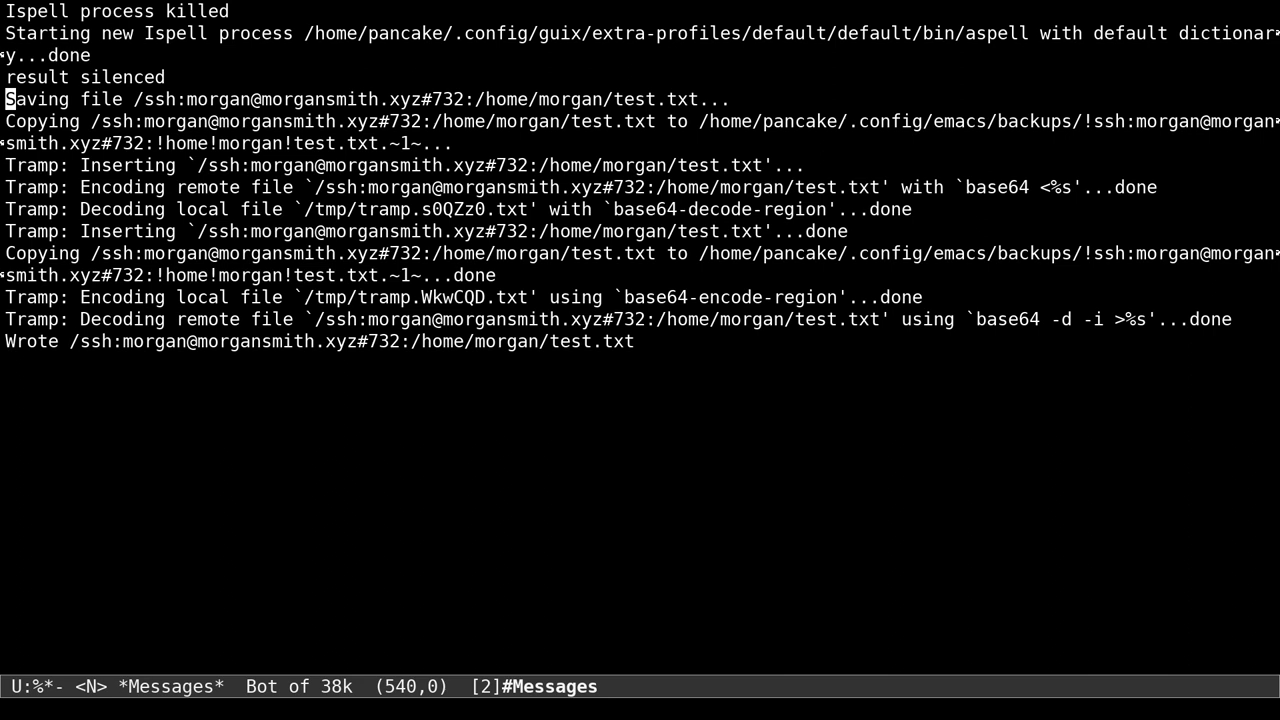 Ispell process killed
Starting new Ispell process /home/pancake/.config/guix/extra-profiles/default/default/bin/aspell with default dictionar
y...done
result silenced
Saving file /ssh:morgan@morgansmith.xyz#732:/home/morgan/test.txt...
Copying /ssh:morgan@morgansmith.xyz#732:/home/morgan/test.txt to /home/pancake/.config/emacs/backups/!ssh:morgan@morgan
smith.xyz#732:!home!morgan!test.txt.~1~...
Tramp: Inserting `/ssh:morgan@morgansmith.xyz#732:/home/morgan/test.txt'...
Tramp: Encoding remote file `/ssh:morgan@morgansmith.xyz#732:/home/morgan/test.txt' with `base64 <%s'...done
Tramp: Decoding local file `/tmp/tramp.s0QZz0.txt' with `base64-decode-region'...done
Tramp: Inserting `/ssh:morgan@morgansmith.xyz#732:/home/morgan/test.txt'...done
Copying /ssh:morgan@morgansmith.xyz#732:/home/morgan/test.txt to /home/pancake/.config/emacs/backups/!ssh:morgan@morgan
smith.xyz#732:!home!morgan!test.txt.~1~...done
Tramp: Encoding local file `/tmp/tramp.WkwCQD.txt' using `base64-encode-region'...done
Tramp: Decoding remote file `/ssh:morgan@morgansmith.xyz#732:/home/morgan/test.txt' using `base64 -d -i >%s'...done
Wrote /ssh:morgan@morgansmith.xyz#732:/home/morgan/test.txt
U:%*- <N> *Messages* Bot of 38k (540,0) [2]#Messages